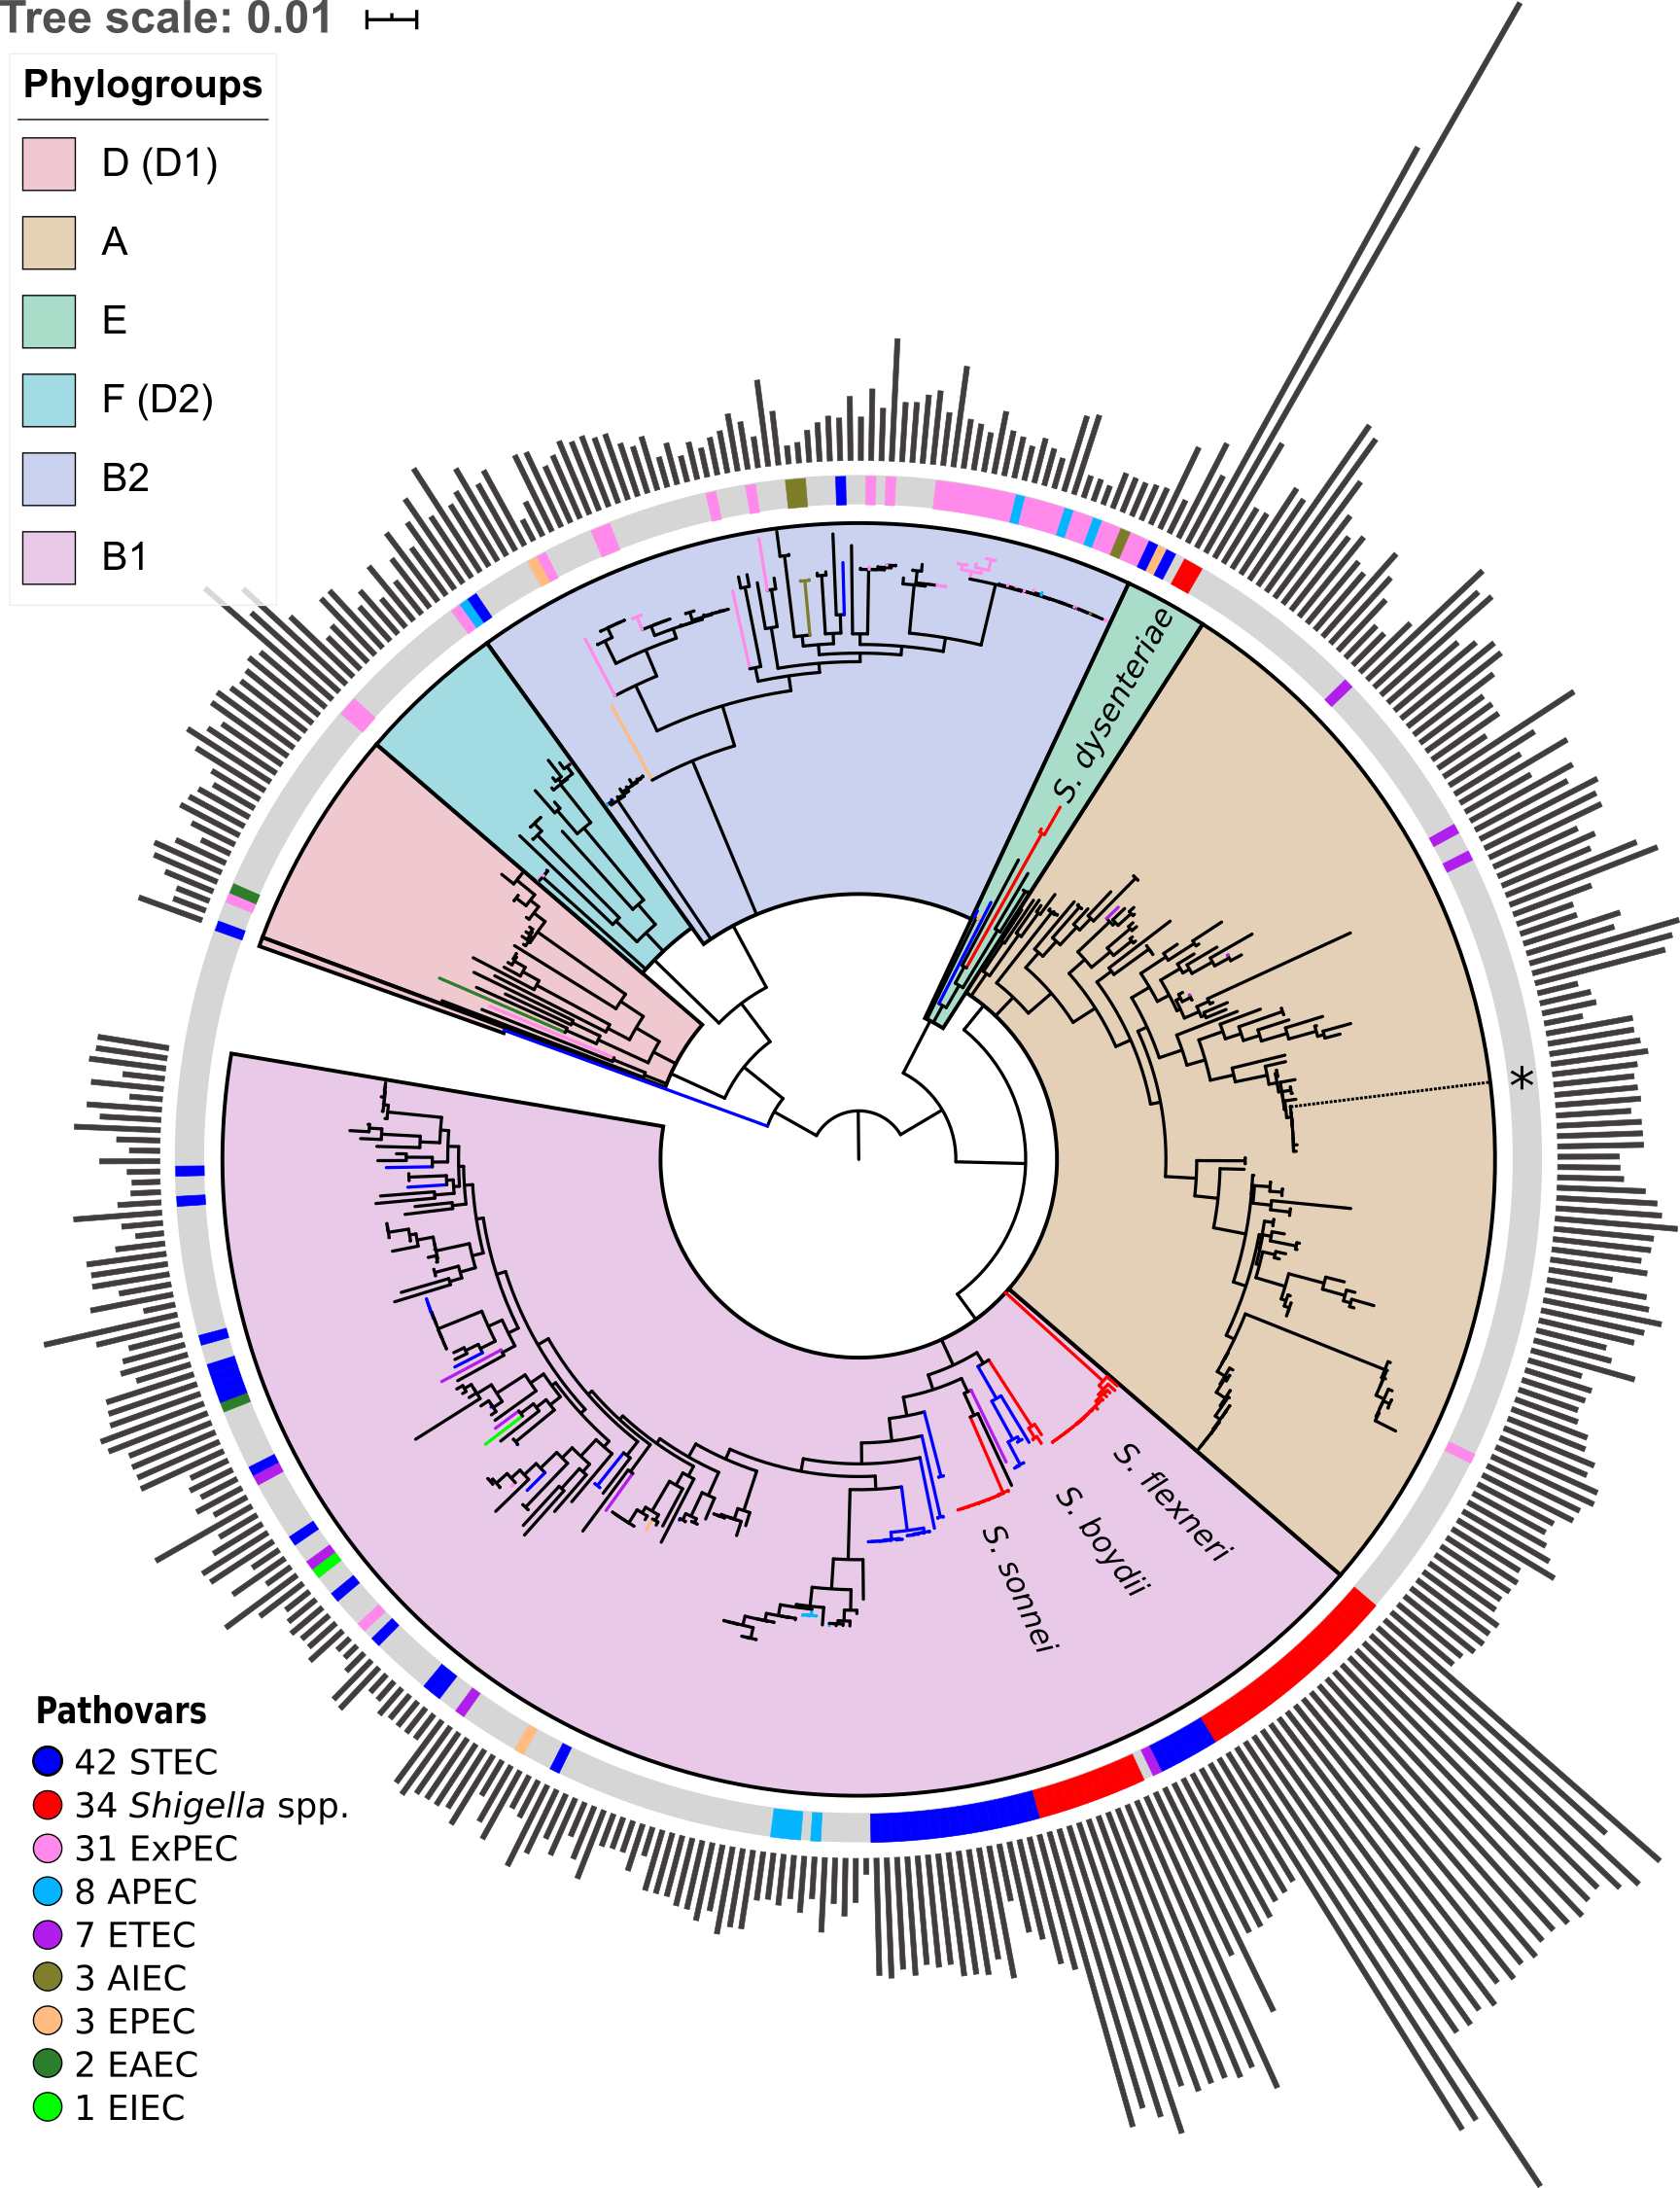 Tree scale: 0.01
Phylogroups
D (D1)
A
E
F (D2)
B2
B1
S. dysenteriae
*
S. flexneri
S. boydii
S. sonnei
Pathovars
42 STEC
34 Shigella spp.
31 ExPEC
8 APEC
7 ETEC
3 AIEC
3 EPEC
2 EAEC
1 EIEC